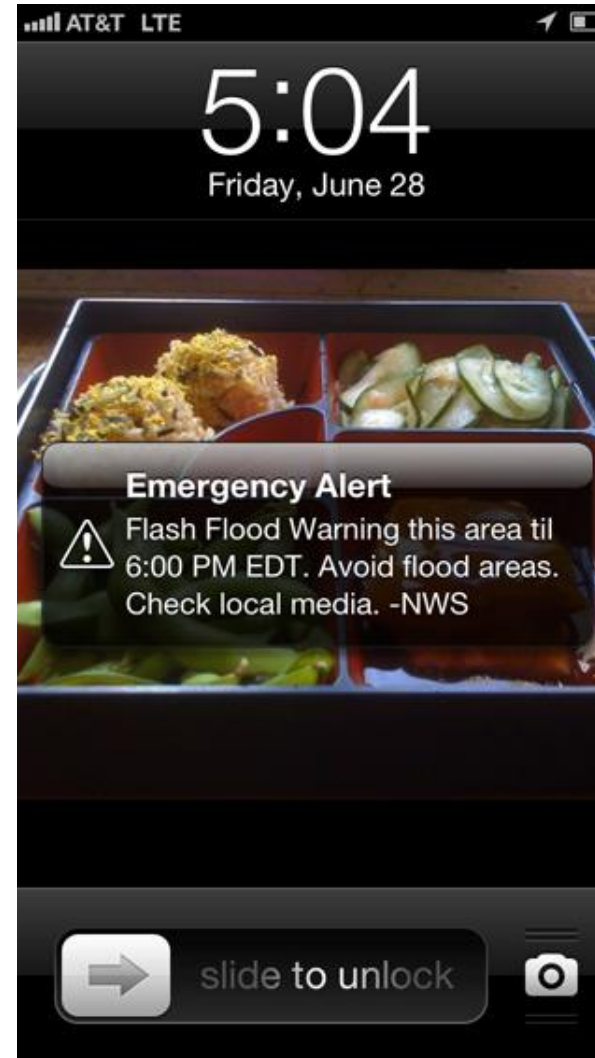 AT&T LTE
5:04
Friday, June 28
Emergency Alert
Flash Flood Warning this area til
6:00 PM EDT. Avoid flood areas.
Check local media. -NWS
slide to unlock